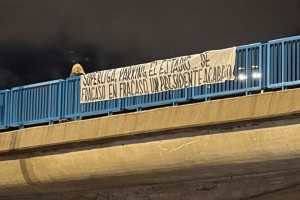 SUPERLIGA, PARKING, EL ESTADIO... DE
FRACASO EN FRACASO, UN PRESIDENTE ACABADO